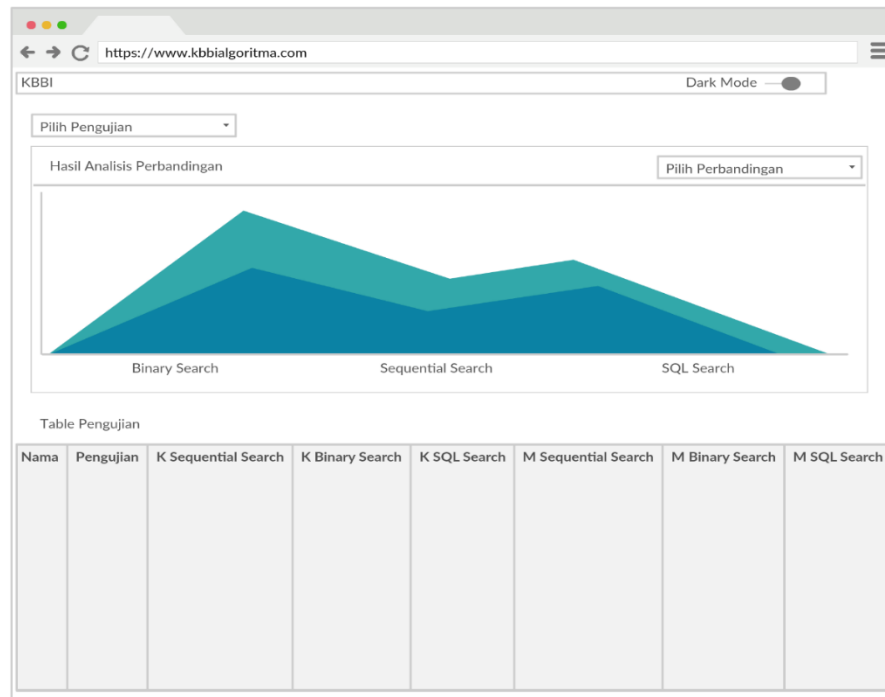 https://www.kbbialgoritma.com
KBBI Dark Mode
Pilih Pengujian
Hasil Analisis Perbandingan Pilih Perbandingan
Binary Search Sequential Search SQL Search
Table Pengujian
Nama Pengujian K Sequential Search K Binary Search K SQL Search M Sequential Search M Binary Search M SQL Search